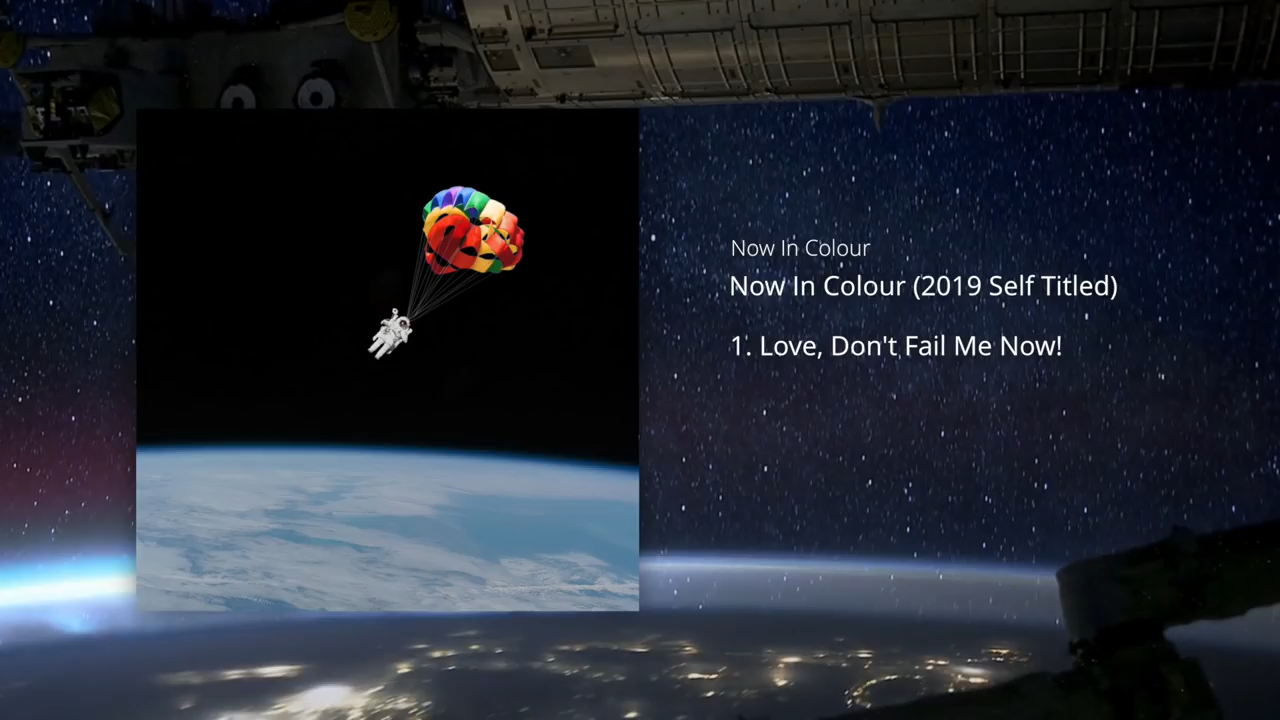 Now In Colour
Now In Colour (2019 Self Titled)
1. Love, Don't Fail Me Now!